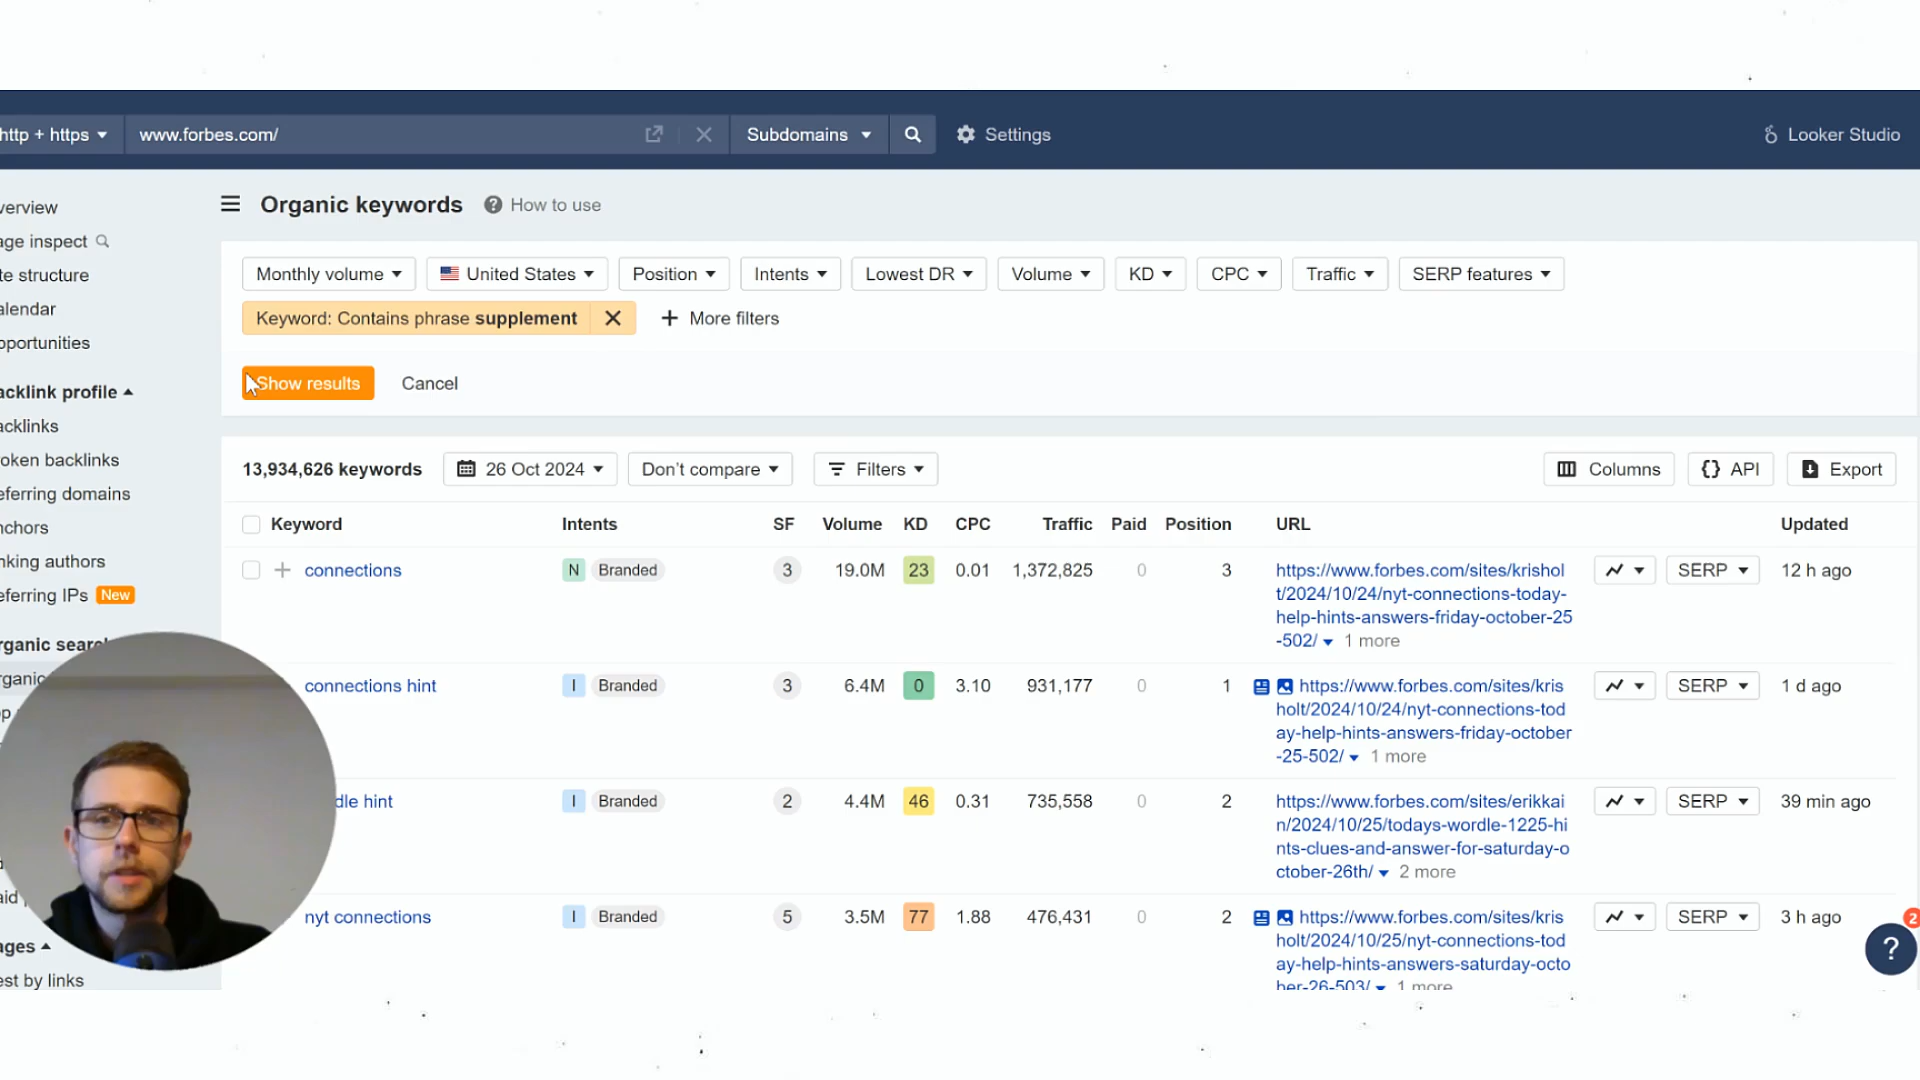 http + https
www.forbes.com/
Subdomains
Settings
Looker Studio
verview
age inspect
te structure
alendar
pportunities
acklink profile
acklinks
oken backlinks
eferring domains
nchors
nking authors
eferring IPs New
rganic searc
rganic
op
aid
ages
est by links
Organic keywords
How to use
Monthly volume
United States
Position
Intents
Lowest DR
Volume
KD
CPC
Traffic
SERP features
Keyword: Contains phrase supplement
+ More filters
Show results
Cancel
13,934,626 keywords
26 Oct 2024
Don't compare
Filters
Columns
{} API
Export
Keyword Intents SF Volume KD CPC Traffic Paid Position URL Updated
connections N Branded 3 19.0M 23 0.01 1,372,825 0 3 https://www.forbes.com/sites/krishol SERP 12 h ago
t/2024/10/24/nyt-connections-today-
help-hints-answers-friday-october-25
-502/ 1 more
connections hint I Branded 3 6.4M 0 3.10 931,177 0 1 https://www.forbes.com/sites/kris SERP 1 d ago
holt/2024/10/24/nyt-connections-tod
ay-help-hints-answers-friday-october
-25-502/ 1 more
dle hint I Branded 2 4.4M 46 0.31 735,558 0 2 https://www.forbes.com/sites/erikkai SERP 39 min ago
n/2024/10/25/todays-wordle-1225-hi
nts-clues-and-answer-for-saturday-o
ctober-26th/ 2 more
nyt connections I Branded 5 3.5M 77 1.88 476,431 0 2 https://www.forbes.com/sites/kris SERP 3 h ago
holt/2024/10/25/nyt-connections-tod
ay-help-hints-answers-saturday-octo
ber-26-503/ 1 more
?
2